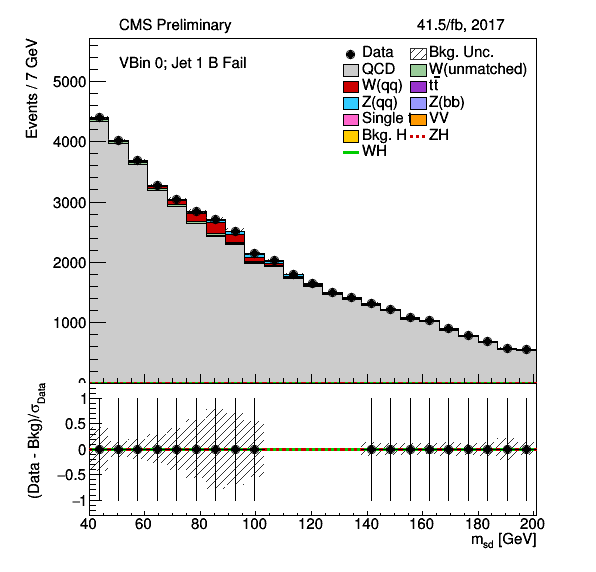 CMS Preliminary 41.5/fb, 2017
Events / 7 GeV
VBin 0; Jet 1 B Fail
Data Bkg. Unc.
QCD W(unmatched)
W(qq) tt̄
Z(qq) Z(bb)
Single VV
Bkg. H ZH
WH
5000
4000
3000
2000
1000
0
(Data - Bkg)/σData
1
0.5
0
−0.5
−1
40 60 80 100 120 140 160 180 200
msd [GeV]